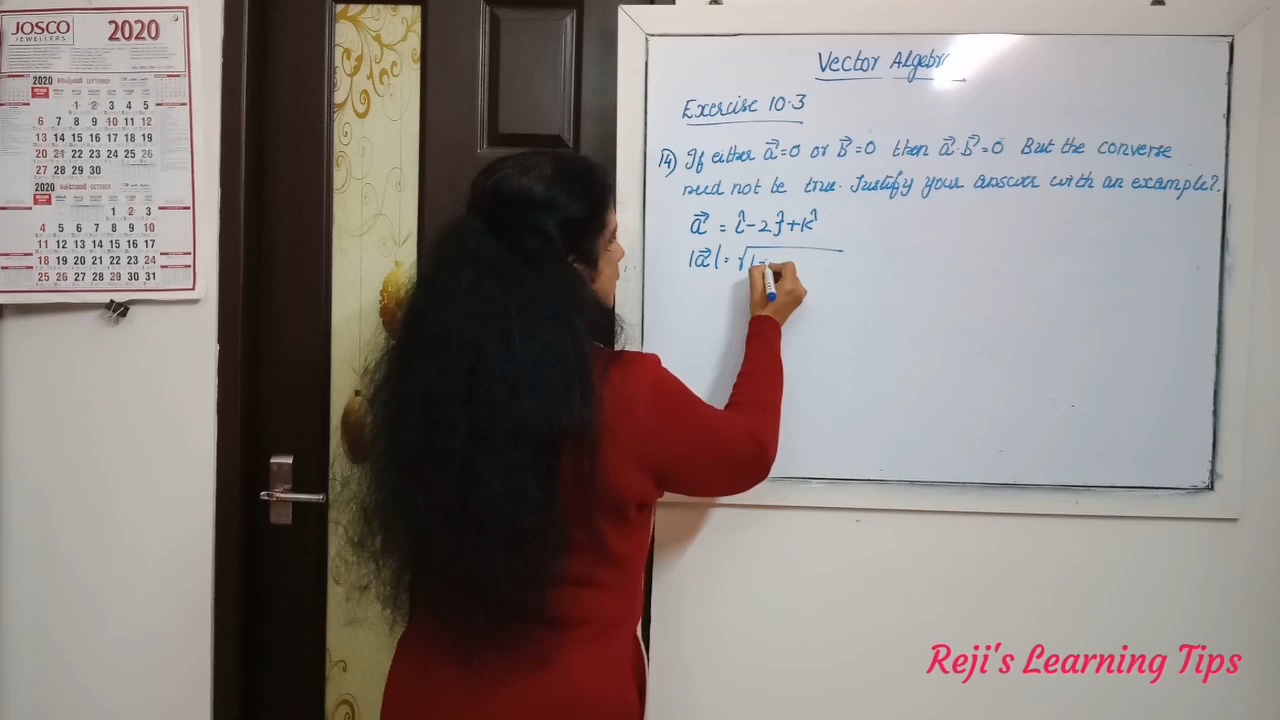 JOSCO
JEWELLERS
2020
2020 SEPTEMBER
1 2 3 4 5
6 7 8 9 10 11 12
13 14 15 16 17 18 19
20 21 22 23 24 25 26
27 28 29 30
2020 OCTOBER
1 2 3
4 5 6 7 8 9 10
11 12 13 14 15 16 17
18 19 20 21 22 23 24
25 26 27 28 29 30 31
Vector Algebra
Exercise 10.3
14) If either a⃗=0 or b⃗=0 then a⃗.b⃗=0 But the converse
need not be true. Justify your answer with an example?.
a⃗ = î-2ĵ+k̂
|a⃗| = √1
Reji's Learning Tips